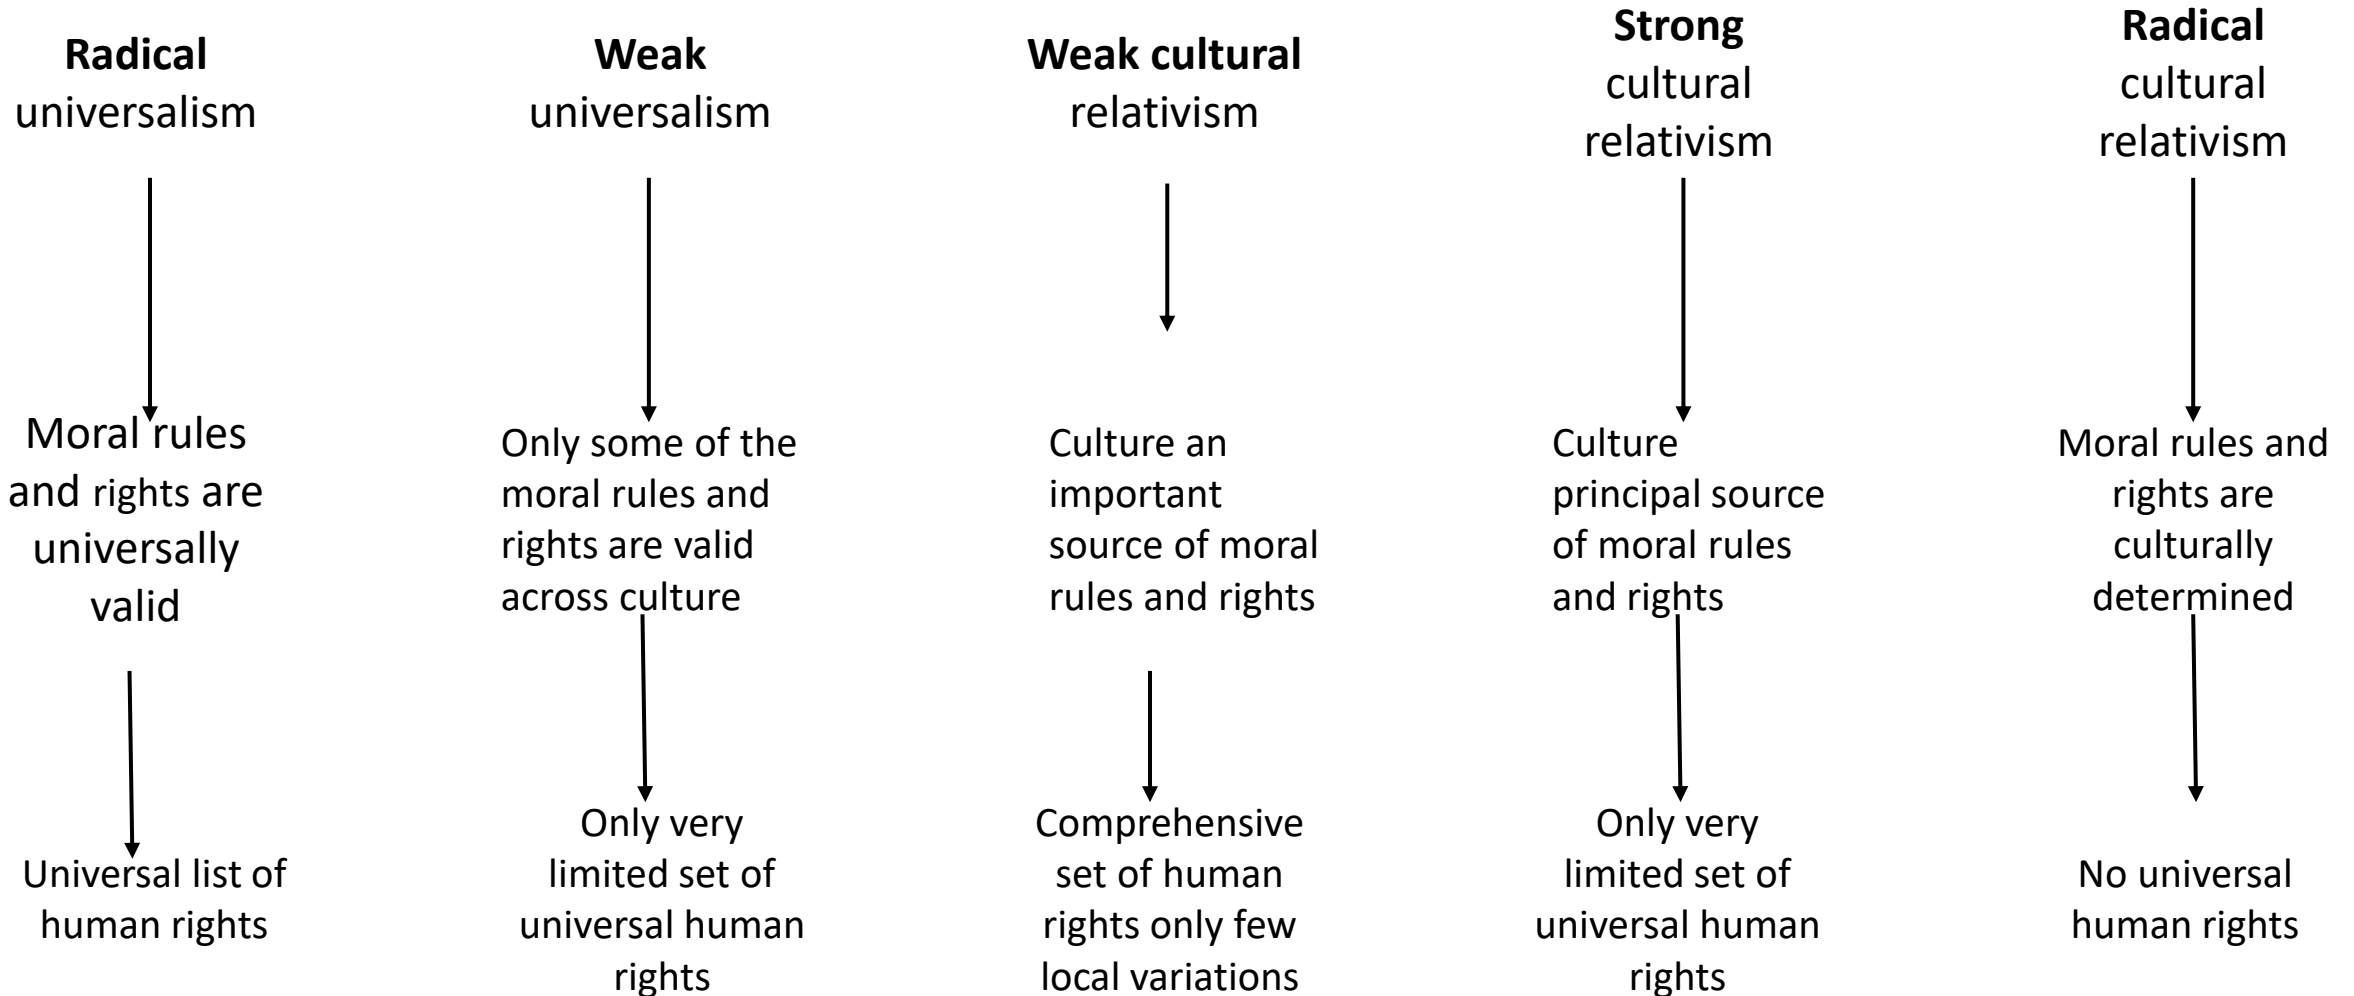 Radical
universalism
Moral rules
and rights are
universally
valid
Universal list of
human rights
Weak
universalism
Only some of the
moral rules and
rights are valid
across culture
Only very
limited set of
universal human
rights
Weak cultural
relativism
Culture an
important
source of moral
rules and rights
Comprehensive
set of human
rights only few
local variations
Strong
cultural
relativism
Culture
principal source
of moral rules
and rights
Only very
limited set of
universal human
rights
Radical
cultural
relativism
Moral rules and
rights are
culturally
determined
No universal
human rights